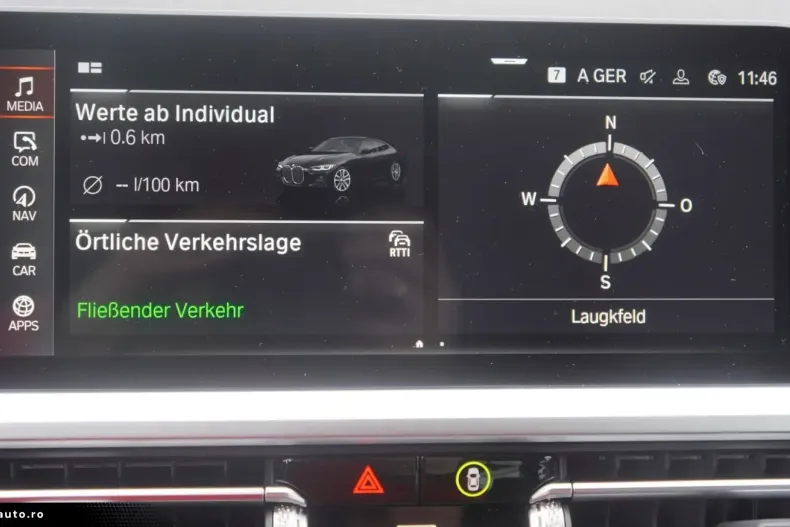 7 A GER 11:46
MEDIA
COM
NAV
CAR
APPS
Werte ab Individual
0.6 km
-- l/100 km
Örtliche Verkehrslage
RTTI
Fließender Verkehr
N
W O
S
Laugkfeld
auto.ro